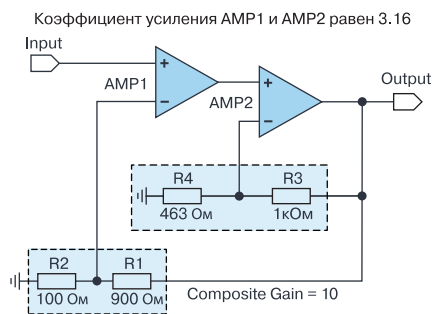 Коэффициент усиления AMP1 и AMP2 равен 3.16
Input
Output
AMP1
AMP2
R4
R3
463 Ом
1кОм
R2
R1
100 Ом
900 Ом
Composite Gain = 10